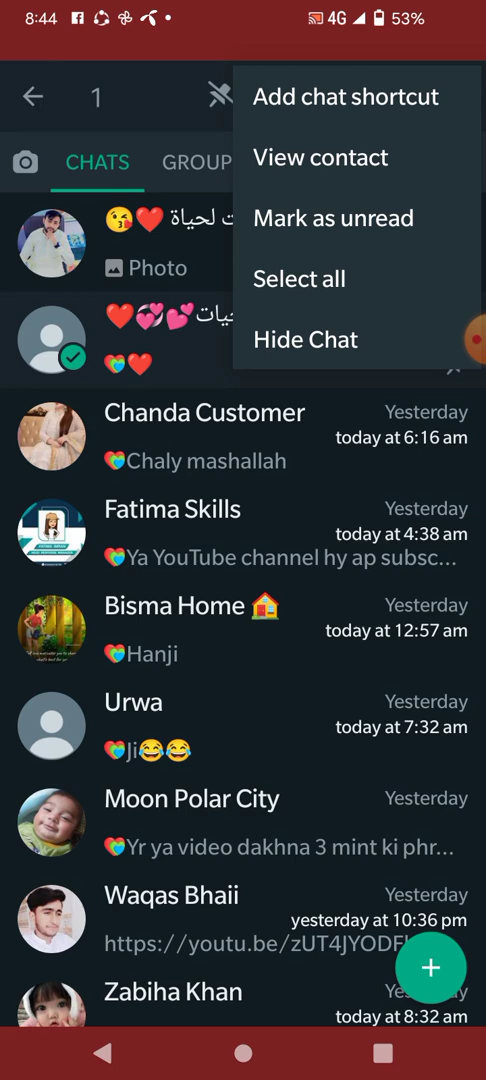 8:44
4G
53%
1
Add chat shortcut
View contact
Mark as unread
Select all
Hide Chat
CHATS
GROUP
😘❤️ ت لحياة
Photo
❤️💞💕
❤️
Chanda Customer
Yesterday
today at 6:16 am
Chaly mashallah
Fatima Skills
Yesterday
today at 4:38 am
Ya YouTube channel hy ap subsc...
Bisma Home 🏠
Yesterday
today at 12:57 am
Hanji
Urwa
Yesterday
today at 7:32 am
Ji😂😂
Moon Polar City
Yesterday
Yr ya video dakhna 3 mint ki phr...
Waqas Bhaii
Yesterday
yesterday at 10:36 pm
https://youtu.be/zUT4JYODF
+
Zabiha Khan
Ye
today at 8:32 am